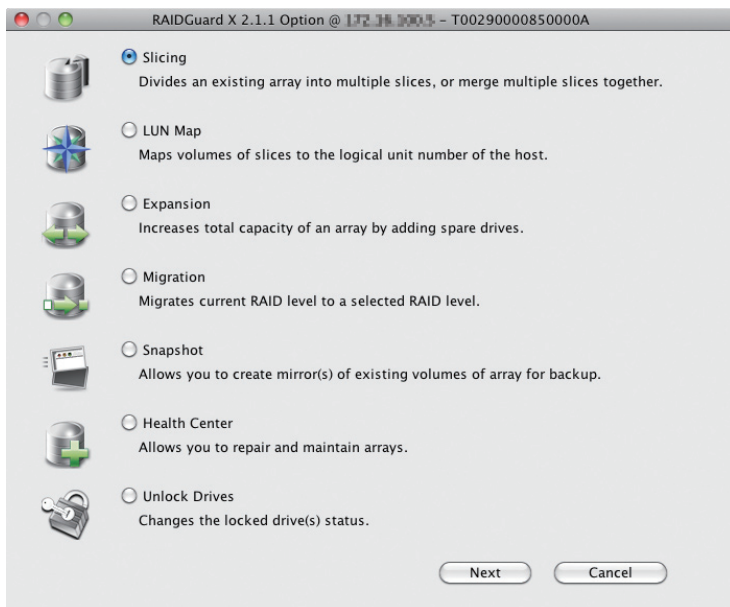 RAIDGuard X 2.1.1 Option @ – T00290000850000A
Slicing
Divides an existing array into multiple slices, or merge multiple slices together.
LUN Map
Maps volumes of slices to the logical unit number of the host.
Expansion
Increases total capacity of an array by adding spare drives.
Migration
Migrates current RAID level to a selected RAID level.
Snapshot
Allows you to create mirror(s) of existing volumes of array for backup.
Health Center
Allows you to repair and maintain arrays.
Unlock Drives
Changes the locked drive(s) status.
Next Cancel